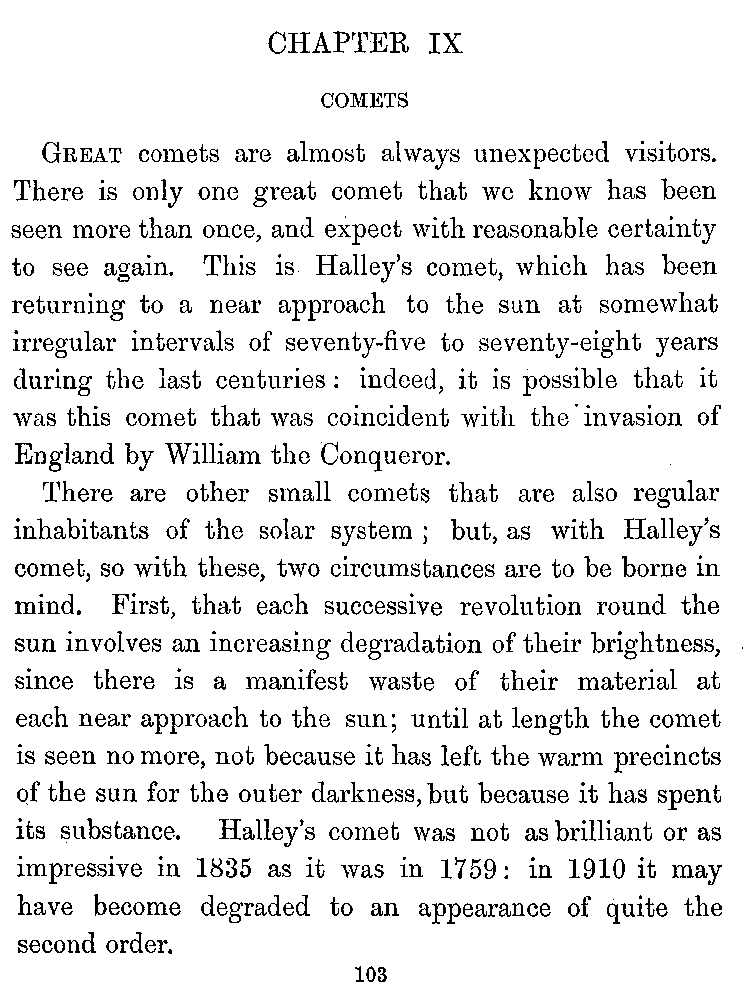 CHAPTER IX
COMETS
GREAT comets are almost always unexpected visitors.
There is only one great comet that we know has been
seen more than once, and expect with reasonable certainty
to see again. This is Halley's comet, which has been
returning to a near approach to the sun at somewhat
irregular intervals of seventy-five to seventy-eight years
during the last centuries: indeed, it is possible that it
was this comet that was coincident with the invasion of
England by William the Conqueror.
There are other small comets that are also regular
inhabitants of the solar system; but, as with Halley's
comet, so with these, two circumstances are to be borne in
mind. First, that each successive revolution round the
sun involves an increasing degradation of their brightness,
since there is a manifest waste of their material at
each near approach to the sun; until at length the comet
is seen no more, not because it has left the warm precincts
of the sun for the outer darkness, but because it has spent
its substance. Halley's comet was not as brilliant or as
impressive in 1835 as it was in 1759: in 1910 it may
have become degraded to an appearance of quite the
second order.
103